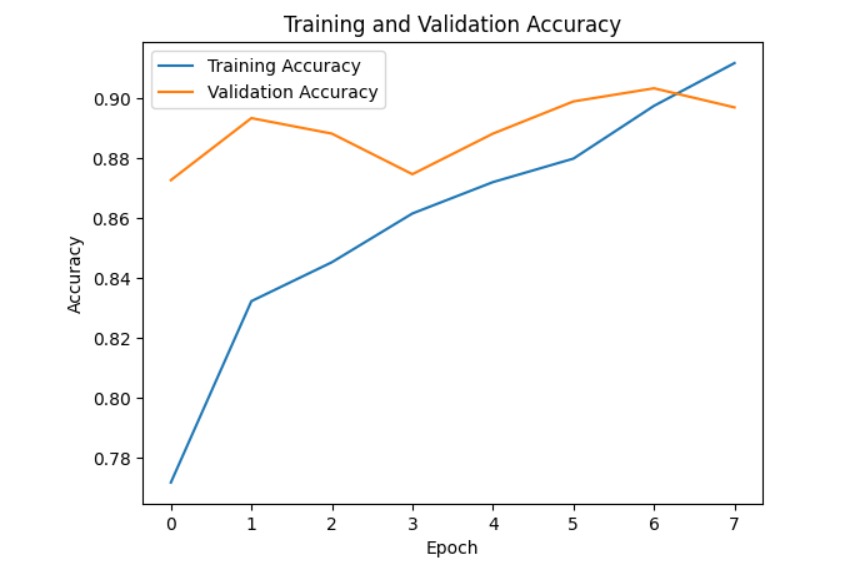 Training and Validation Accuracy
Training Accuracy
Validation Accuracy
0.90
0.88
0.86
0.84
0.82
0.80
0.78
Accuracy
0 1 2 3 4 5 6 7
Epoch